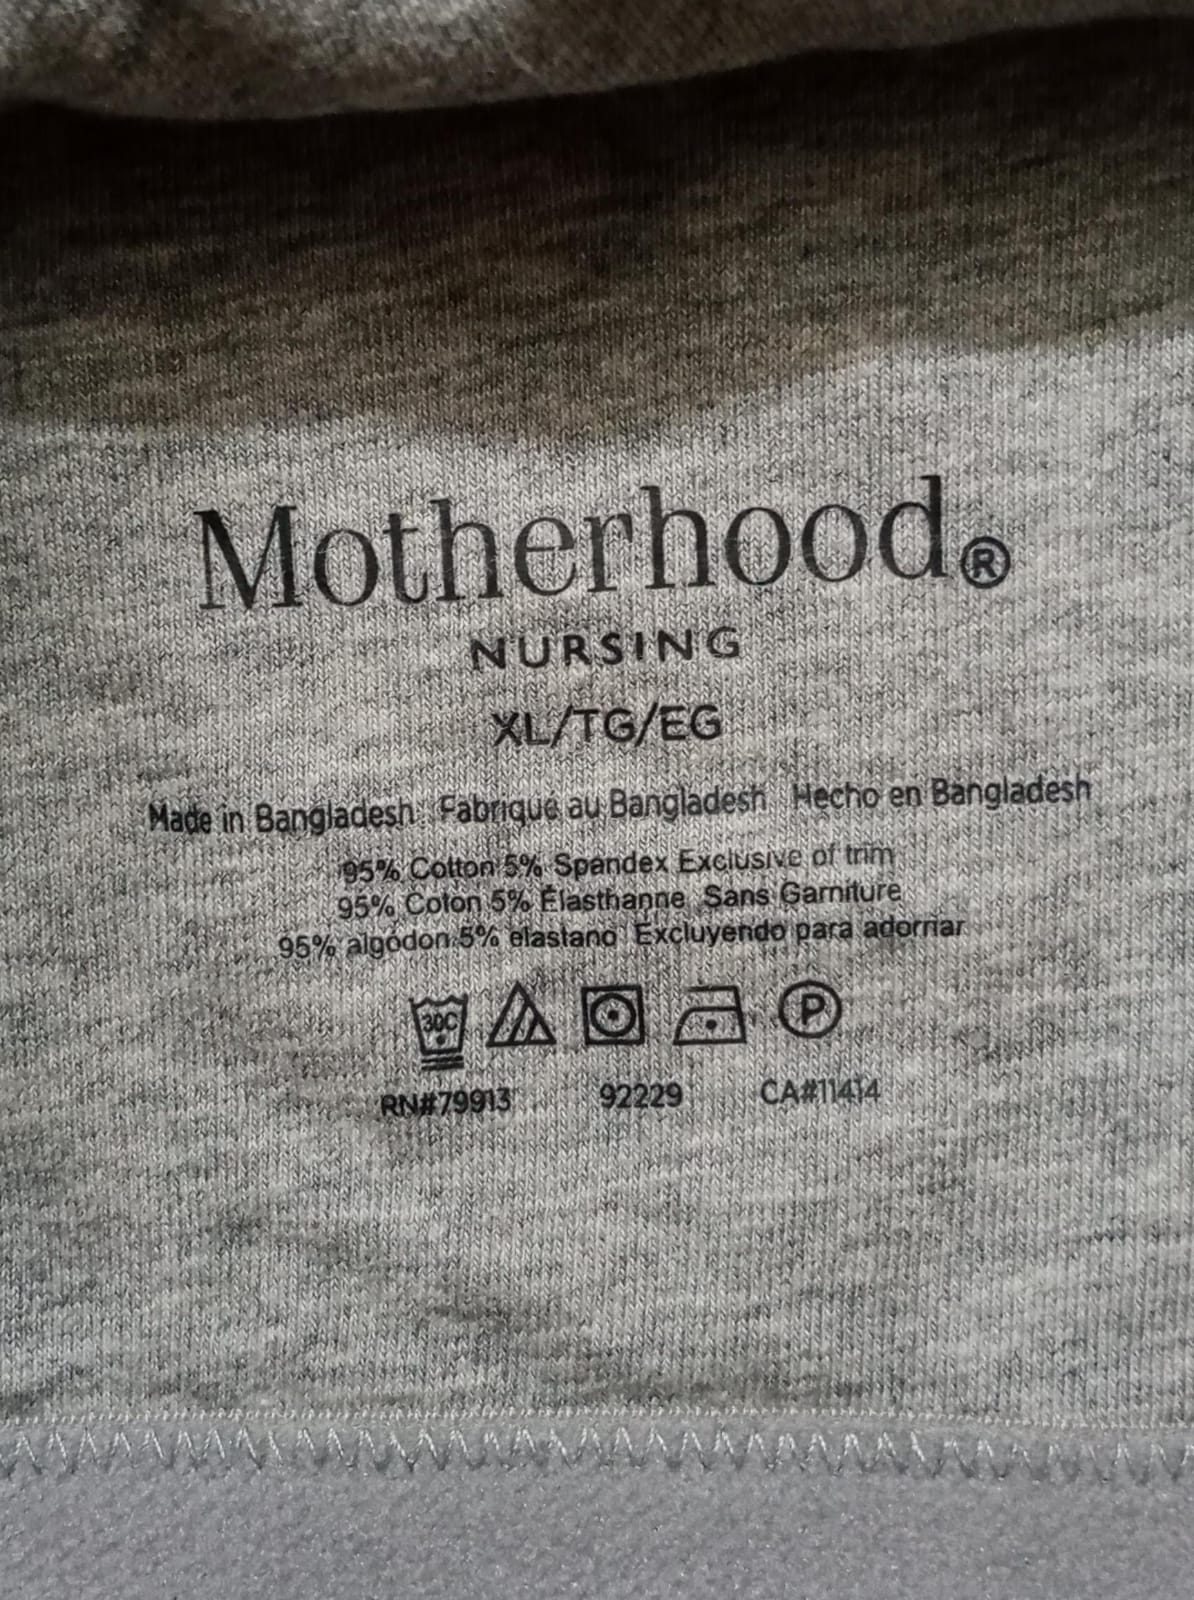 Motherhood®
NURSING
XL/TG/EG
Made in Bangladesh Fabriqué au Bangladesh Hecho en Bangladesh
95% Cotton 5% Spandex Exclusive of trim
95% Coton 5% Élasthanne Sans Garniture
95% algódon 5% elastano Excluyendo para adornar
30C P
RN#79913 92229 CA#11414